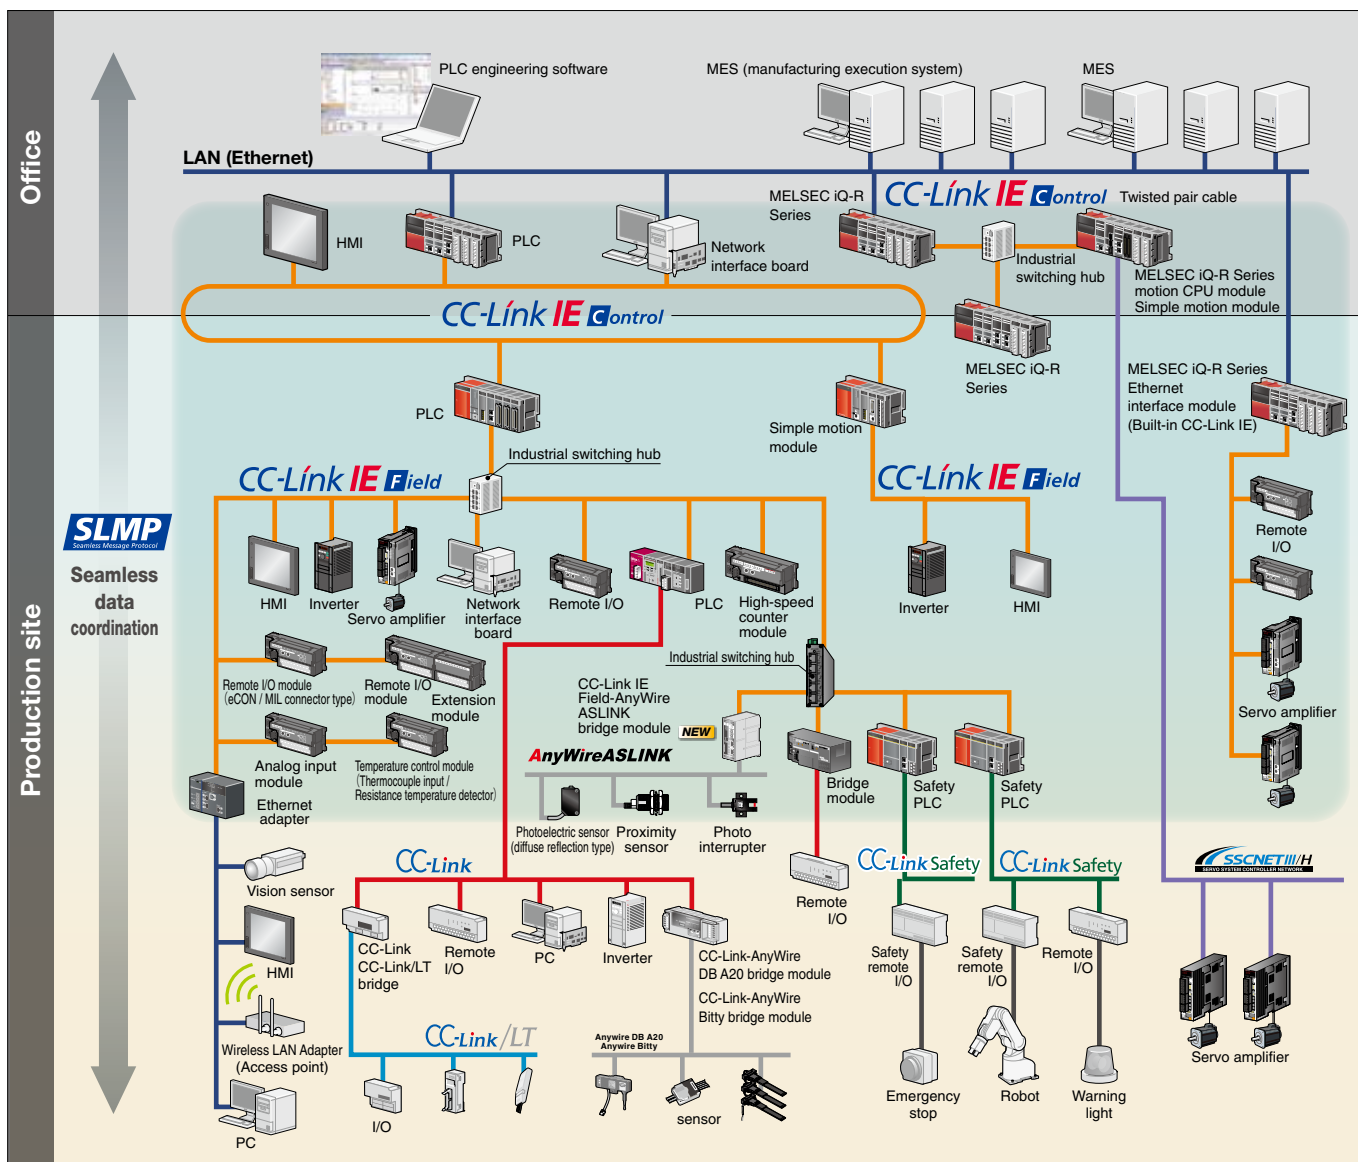 Office
Production site
PLC engineering software
MES (manufacturing execution system)
MES
LAN (Ethernet)
HMI
PLC
Network
interface board
MELSEC iQ-R
Series
CC-Link IE Control
Twisted pair cable
Industrial
switching hub
MELSEC iQ-R Series
motion CPU module
Simple motion module
CC-Link IE Control
MELSEC iQ-R
Series
PLC
Simple motion
module
MELSEC iQ-R Series
Ethernet
interface module
(Built-in CC-Link IE)
Industrial switching hub
CC-Link IE Field
CC-Link IE Field
SLMP
Seamless Message Protocol
Seamless
data
coordination
HMI
Inverter
Servo amplifier
Network
interface
board
Remote I/O
PLC
High-speed
counter
module
Inverter
HMI
Remote
I/O
Industrial switching hub
Remote I/O module
(eCON / MIL connector type)
Remote I/O
module
Extension
module
CC-Link IE
Field-AnyWire
ASLINK
bridge module
NEW
Servo amplifier
Analog input
module
Temperature control module
(Thermocouple input /
Resistance temperature detector)
AnyWireASLINK
Bridge
module
Safety
PLC
Safety
PLC
Ethernet
adapter
Photoelectric sensor
(diffuse reflection type)
Proximity
sensor
Photo
interrupter
CC-Link
CC-Link Safety
CC-Link Safety
SSCNETIII/H
SERVO SYSTEM CONTROLLER NETWORK
Vision sensor
Remote
I/O
HMI
CC-Link
CC-Link/LT
bridge
Remote
I/O
PC
Inverter
CC-Link-AnyWire
DB A20 bridge module
CC-Link-AnyWire
Bitty bridge module
Safety
remote
I/O
Safety
remote
I/O
Remote
I/O
Wireless LAN Adapter
(Access point)
CC-Link/LT
Anywire DB A20
Anywire Bitty
Servo amplifier
PC
I/O
sensor
Emergency
stop
Robot
Warning
light